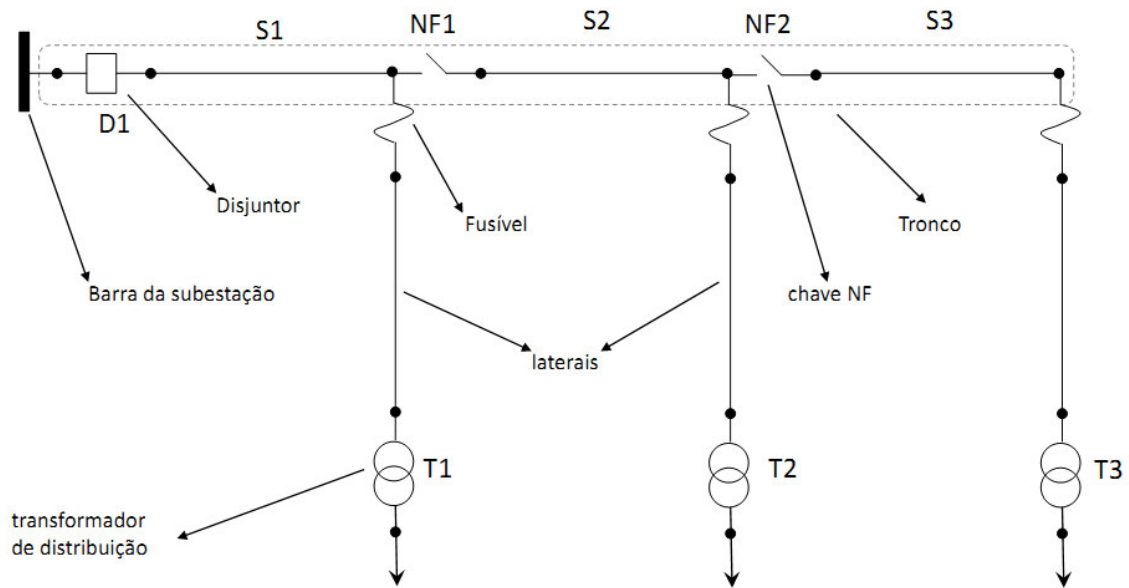 S1
NF1
S2
NF2
S3
D1
Disjuntor
Fusível
Tronco
Barra da subestação
chave NF
laterais
T1
T2
T3
transformador
de distribuição